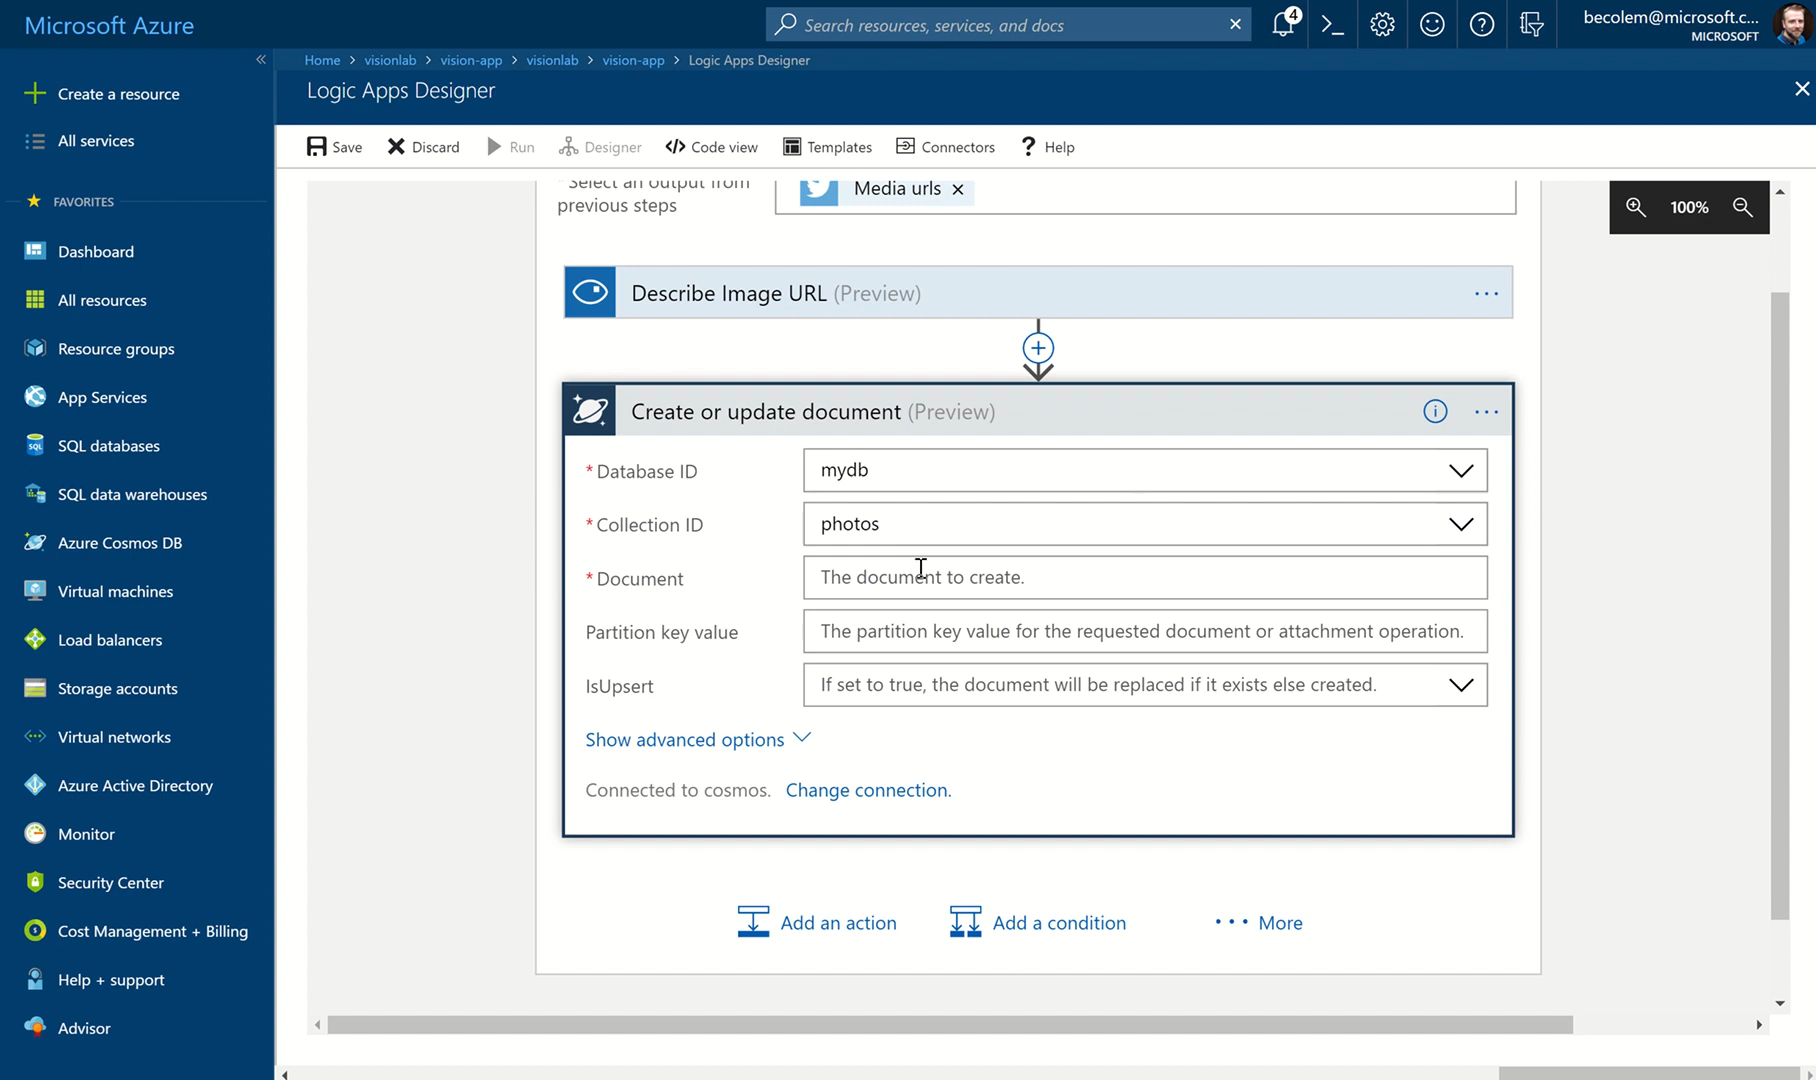 Microsoft Azure
Search resources, services, and docs
4
becolem@microsoft.c...
MICROSOFT
Home > visionlab > vision-app > visionlab > vision-app > Logic Apps Designer
Logic Apps Designer
Create a resource
All services
FAVORITES
Dashboard
All resources
Resource groups
App Services
SQL databases
SQL data warehouses
Azure Cosmos DB
Virtual machines
Load balancers
Storage accounts
Virtual networks
Azure Active Directory
Monitor
Security Center
Cost Management + Billing
Help + support
Advisor
Save Discard Run Designer Code view Templates Connectors Help
*Select an output from
previous steps
Media urls
100%
Describe Image URL (Preview)
Create or update document (Preview)
*Database ID
mydb
*Collection ID
photos
*Document
The document to create.
Partition key value
The partition key value for the requested document or attachment operation.
IsUpsert
If set to true, the document will be replaced if it exists else created.
Show advanced options
Connected to cosmos. Change connection.
Add an action Add a condition More